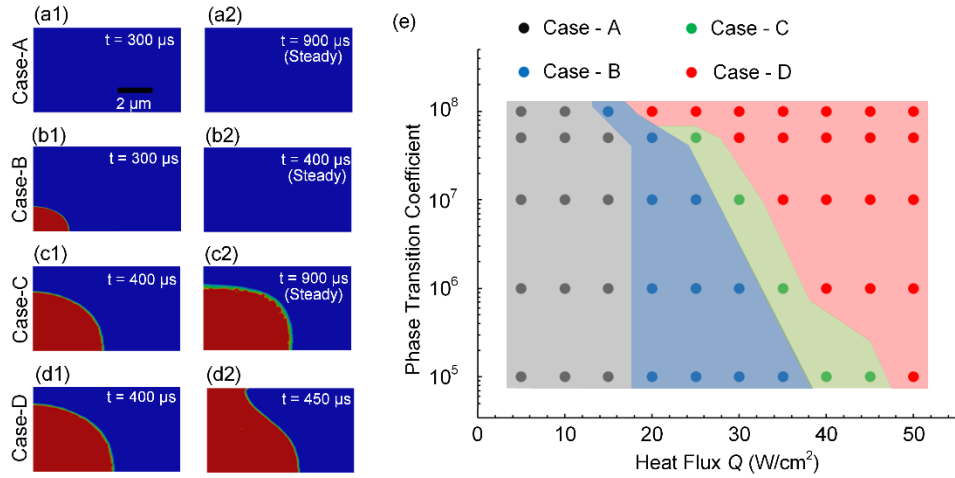 (a1)
(a2)
(e)
Case-A
t = 300 µs
2 µm
t = 900 µs
(Steady)
(b1)
(b2)
Case-B
t = 300 µs
t = 400 µs
(Steady)
(c1)
(c2)
Case-C
t = 400 µs
t = 900 µs
(Steady)
(d1)
(d2)
Case-D
t = 400 µs
t = 450 µs
Case - A
Case - C
Case - B
Case - D
Phase Transition Coefficient
10⁸
10⁷
10⁶
10⁵
0 10 20 30 40 50
Heat Flux Q (W/cm²)